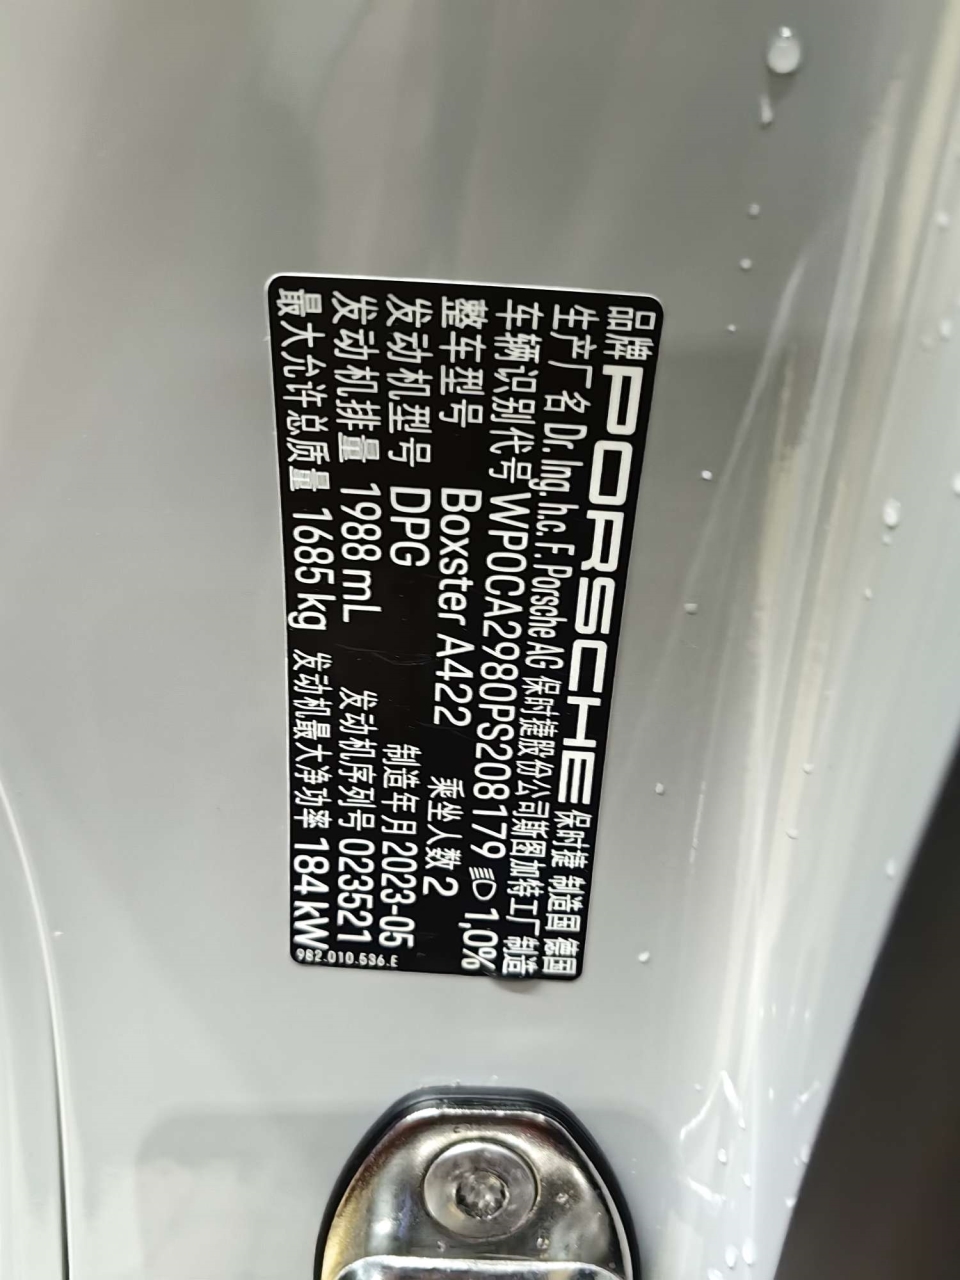 品牌 PORSCHE 保时捷 制造国 德国
生产厂名 Dr. Ing. h.c. F. Porsche AG 保时捷股份公司斯图加特工厂 制造
车辆识别代号 WP0CA2980PS208179 1,0%
整车型号 Boxster A422 乘坐人数 2
发动机型号 DPG 制造年月 2023-05
发动机排量 1988 mL 发动机序列号 023521
最大允许总质量 1685 kg 发动机最大净功率 184 kW
982.010.536.E